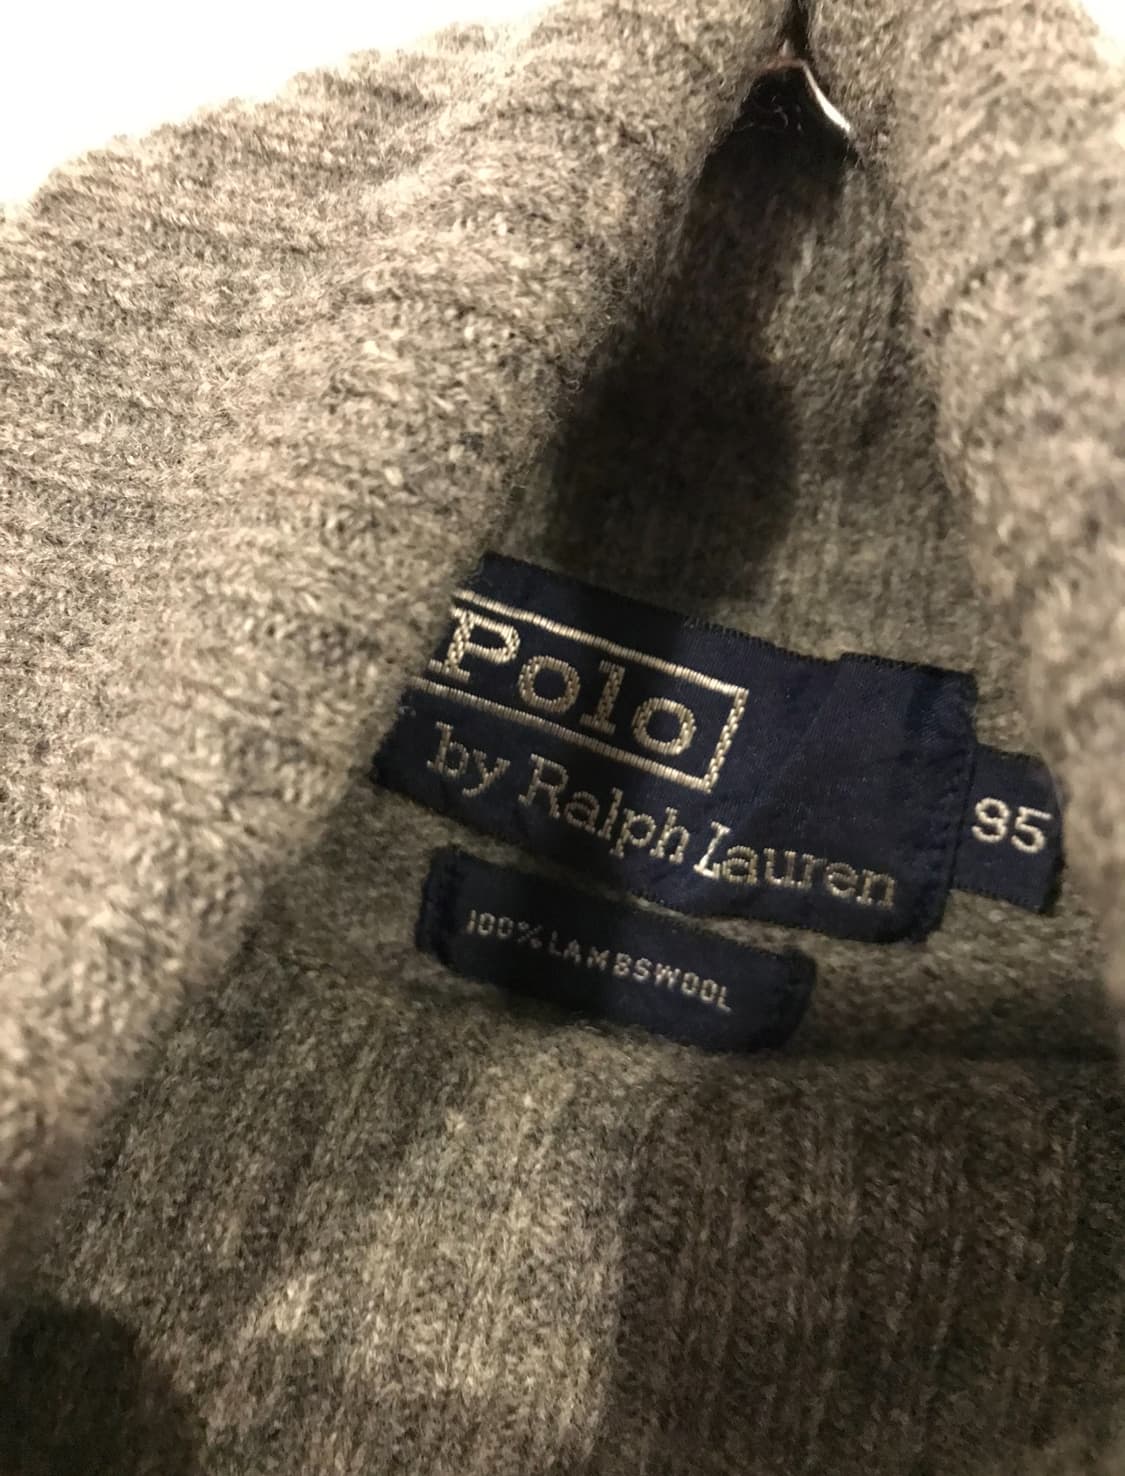 Polo
by Ralph Lauren
95
100% LAMBSWOOL